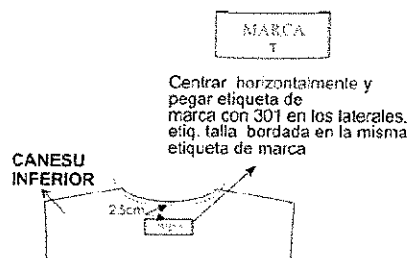 MARCA
T
Centrar horizontalmente y
pegar etiqueta de
marca con 301 en los laterales.
etiq. talla bordada en la misma
etiqueta de marca
CANESU
INFERIOR
2.5cm